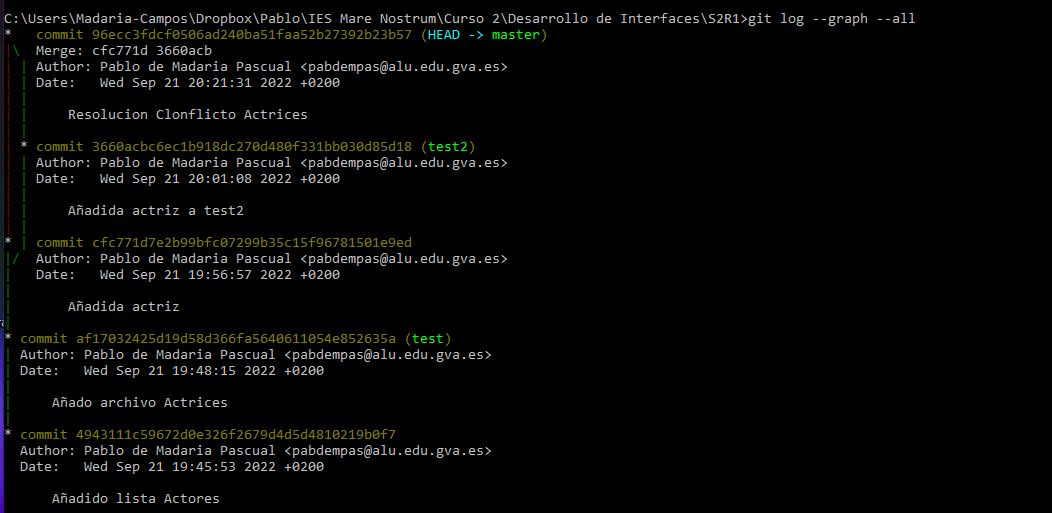 C:\Users\Madaria-Campos\Dropbox\Pablo\IES Mare Nostrum\Curso 2\Desarrollo de Interfaces\S2R1>git log --graph --all
*   commit 96ecc3fdcf0506ad240ba51faa52b27392b23b57 (HEAD -> master)
|\  Merge: cfc771d 3660acb
| | Author: Pablo de Madaria Pascual <pabdempas@alu.edu.gva.es>
| | Date:   Wed Sep 21 20:21:31 2022 +0200
| |
| |     Resolucion Clonflicto Actrices
| |
| * commit 3660acbc6ec1b918dc270d480f331bb030d85d18 (test2)
| | Author: Pablo de Madaria Pascual <pabdempas@alu.edu.gva.es>
| | Date:   Wed Sep 21 20:01:08 2022 +0200
| |
| |     Añadida actriz a test2
| |
* | commit cfc771d7e2b99bfc07299b35c15f96781501e9ed
|/  Author: Pablo de Madaria Pascual <pabdempas@alu.edu.gva.es>
|   Date:   Wed Sep 21 19:56:57 2022 +0200
|
|       Añadida actriz
|
* commit af17032425d19d58d366fa5640611054e852635a (test)
| Author: Pablo de Madaria Pascual <pabdempas@alu.edu.gva.es>
| Date:   Wed Sep 21 19:48:15 2022 +0200
|
|     Añado archivo Actrices
|
* commit 4943111c59672d0e326f2679d4d5d4810219b0f7
  Author: Pablo de Madaria Pascual <pabdempas@alu.edu.gva.es>
  Date:   Wed Sep 21 19:45:53 2022 +0200

      Añadido lista Actores